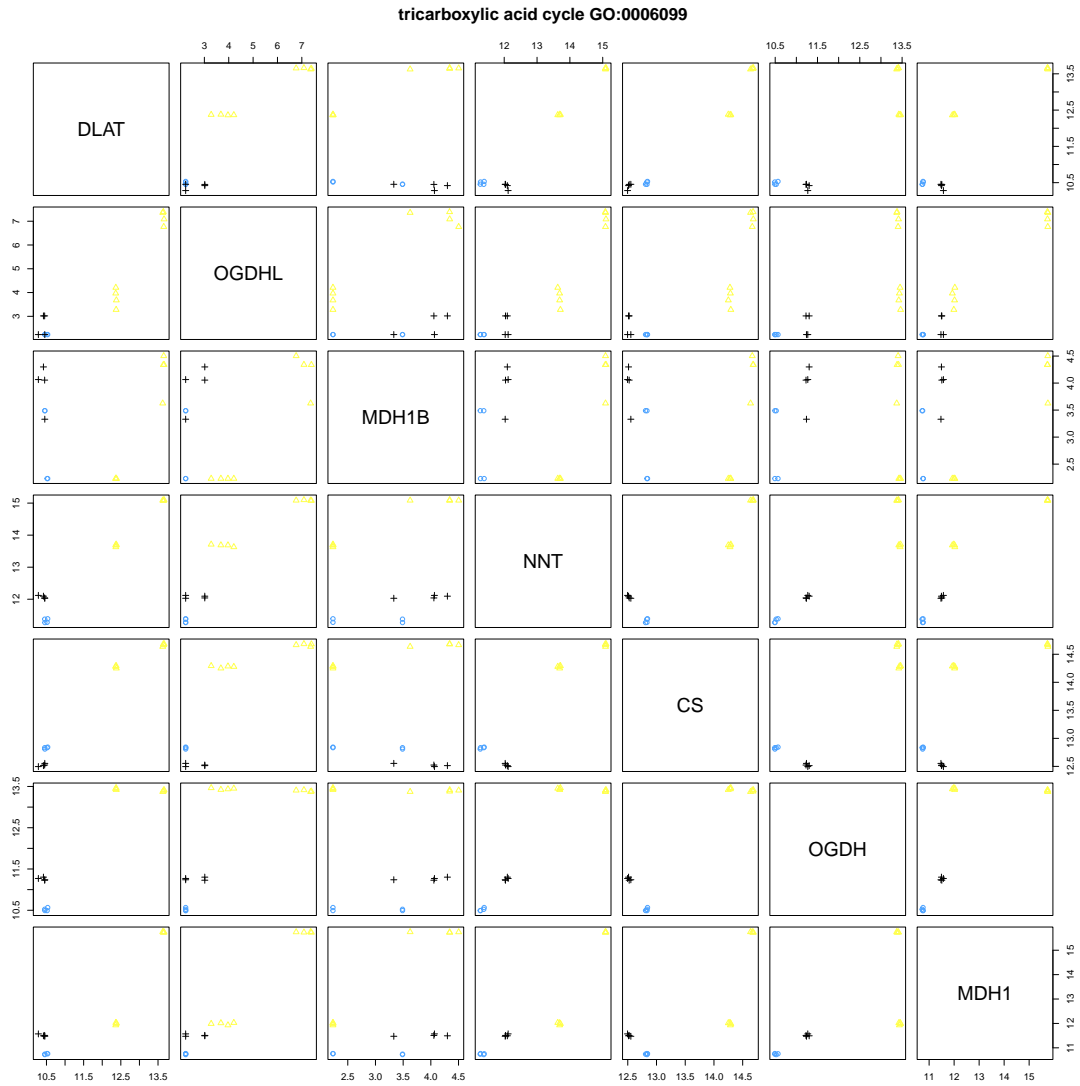 tricarboxylic acid cycle GO:0006099
3 4 5 6 7
12 13 14 15
10.5 11.5 12.5 13.5
DLAT
10.5 11.5 12.5 13.5
3 4 5 6 7
OGDHL
MDH1B
2.5 3.0 3.5 4.0 4.5
12 13 14 15
NNT
CS
12.5 13.0 13.5 14.0 14.5
10.5 11.5 12.5 13.5
OGDH
MDH1
11 12 13 14 15
10.5 11.5 12.5 13.5
2.5 3.0 3.5 4.0 4.5
12.5 13.0 13.5 14.0 14.5
11 12 13 14 15